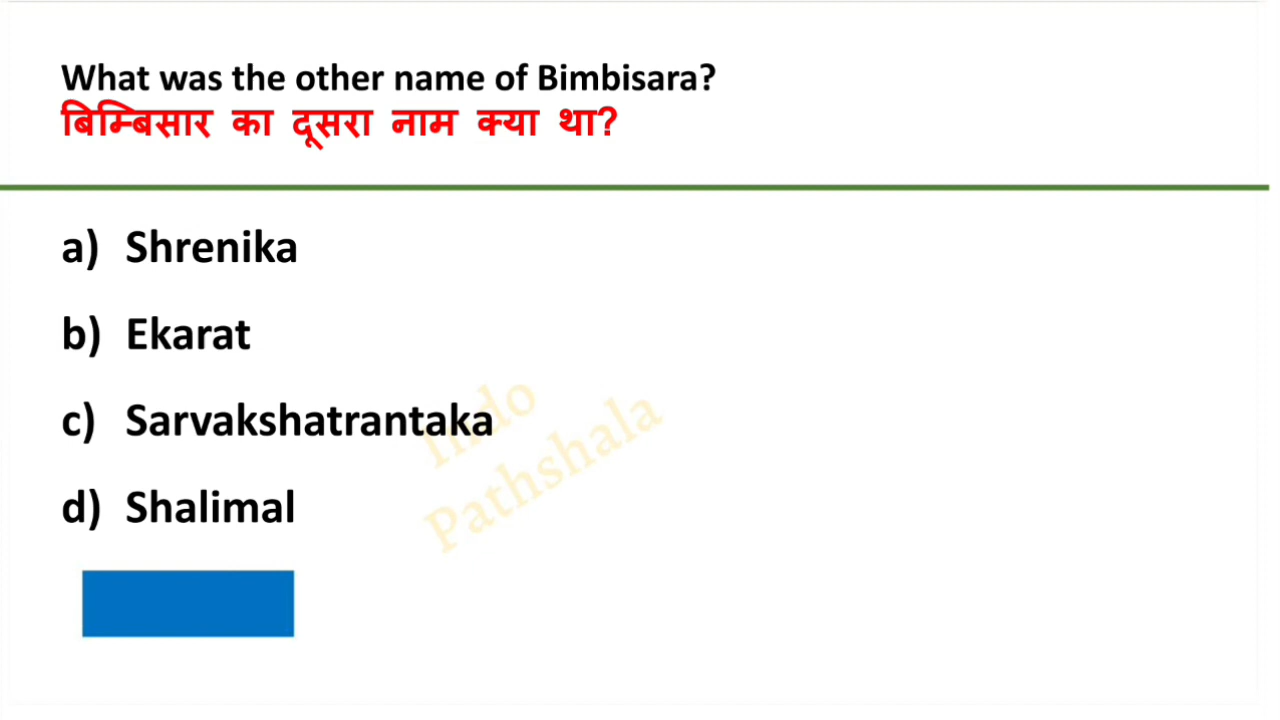 What was the other name of Bimbisara?
बिम्बिसार का दूसरा नाम क्या था?
a) Shrenika
b) Ekarat
c) Sarvakshatrantaka
d) Shalimal
Indo
Pathshala